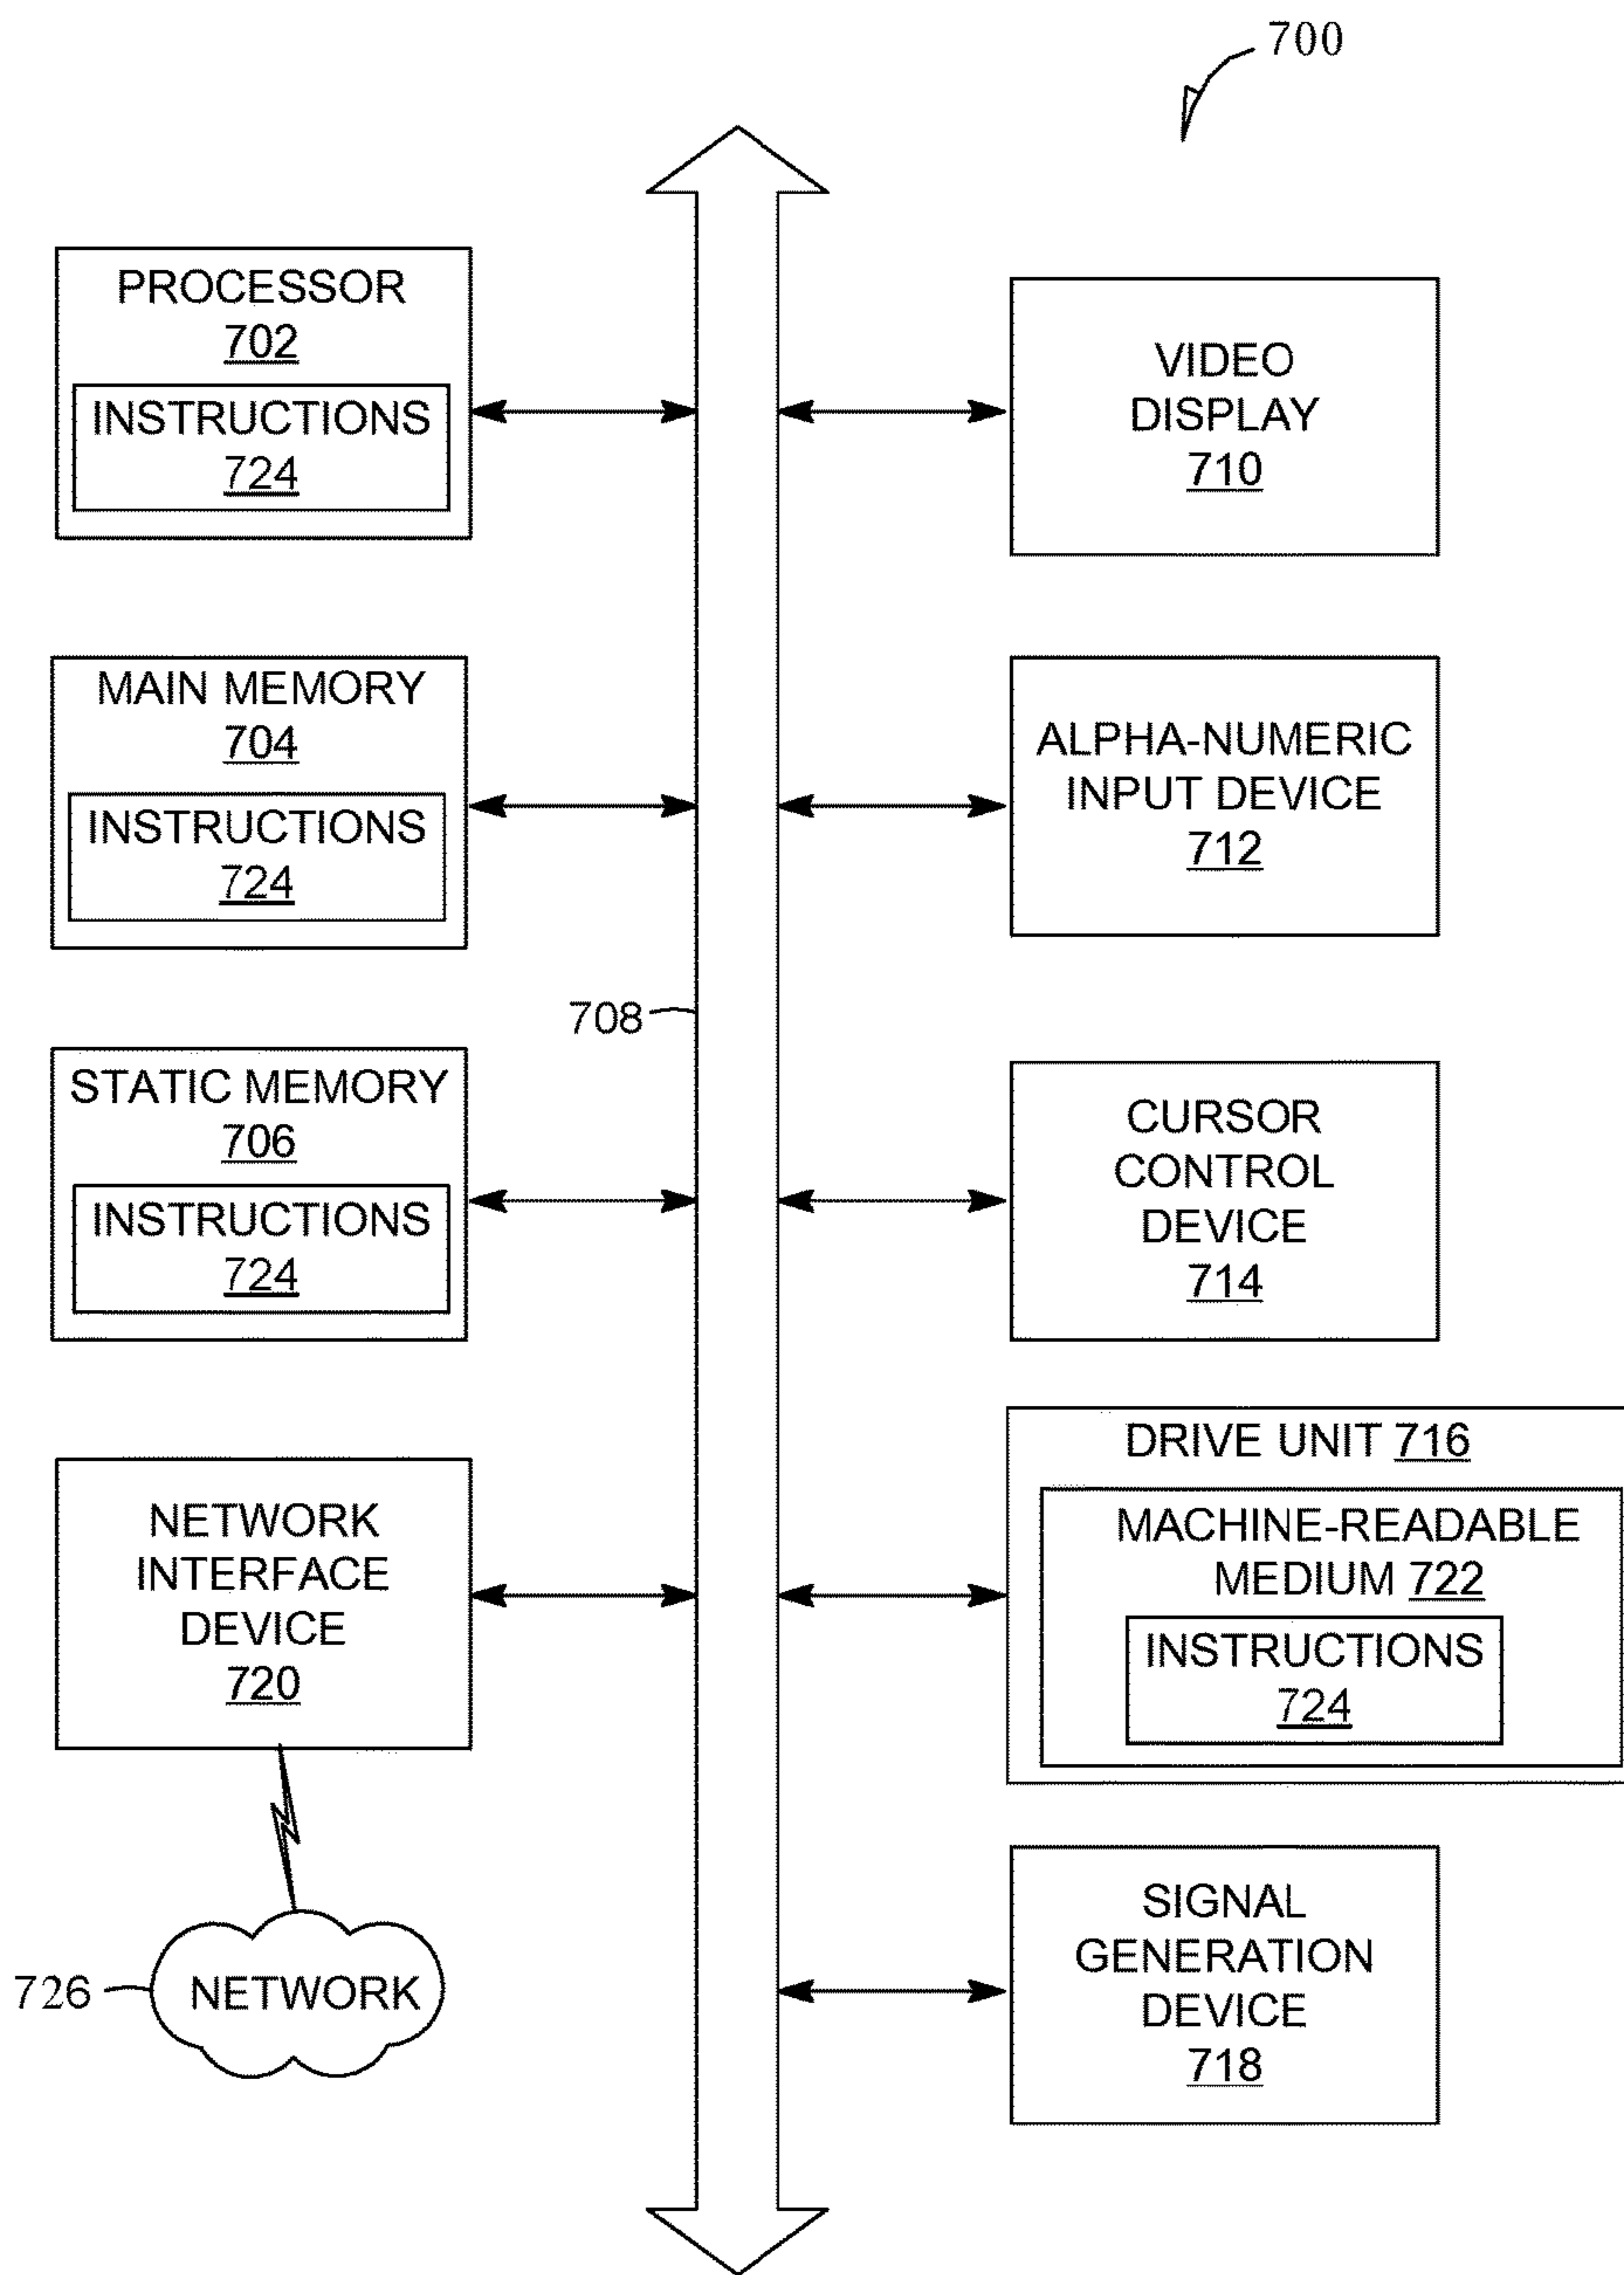 700
PROCESSOR
702
INSTRUCTIONS
724
MAIN MEMORY
704
INSTRUCTIONS
724
708
STATIC MEMORY
706
INSTRUCTIONS
724
NETWORK
INTERFACE
DEVICE
720
726
NETWORK
VIDEO
DISPLAY
710
ALPHA-NUMERIC
INPUT DEVICE
712
CURSOR
CONTROL
DEVICE
714
DRIVE UNIT 716
MACHINE-READABLE
MEDIUM 722
INSTRUCTIONS
724
SIGNAL
GENERATION
DEVICE
718